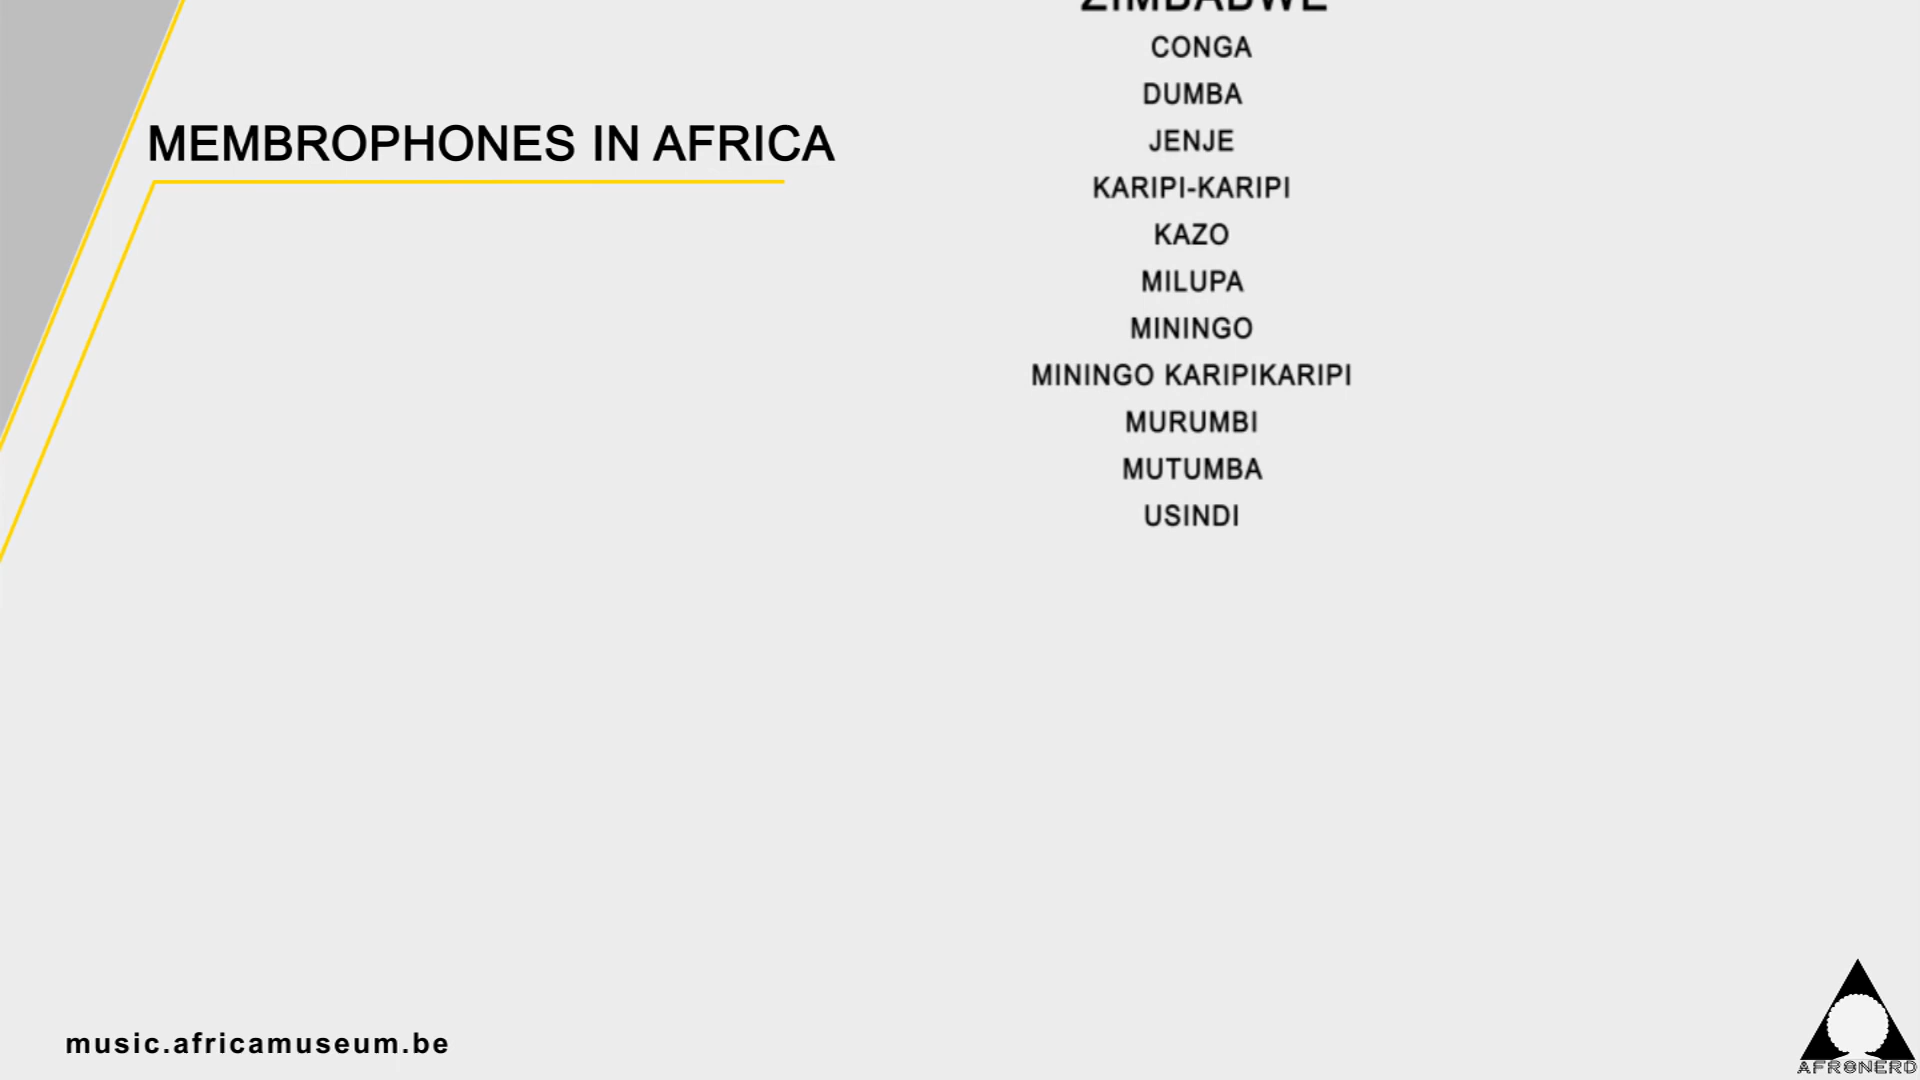 MEMBROPHONES IN AFRICA
ZIMBABWE
CONGA
DUMBA
JENJE
KARIPI-KARIPI
KAZO
MILUPA
MININGO
MININGO KARIPIKARIPI
MURUMBI
MUTUMBA
USINDI
music.africamuseum.be
AFRONERD